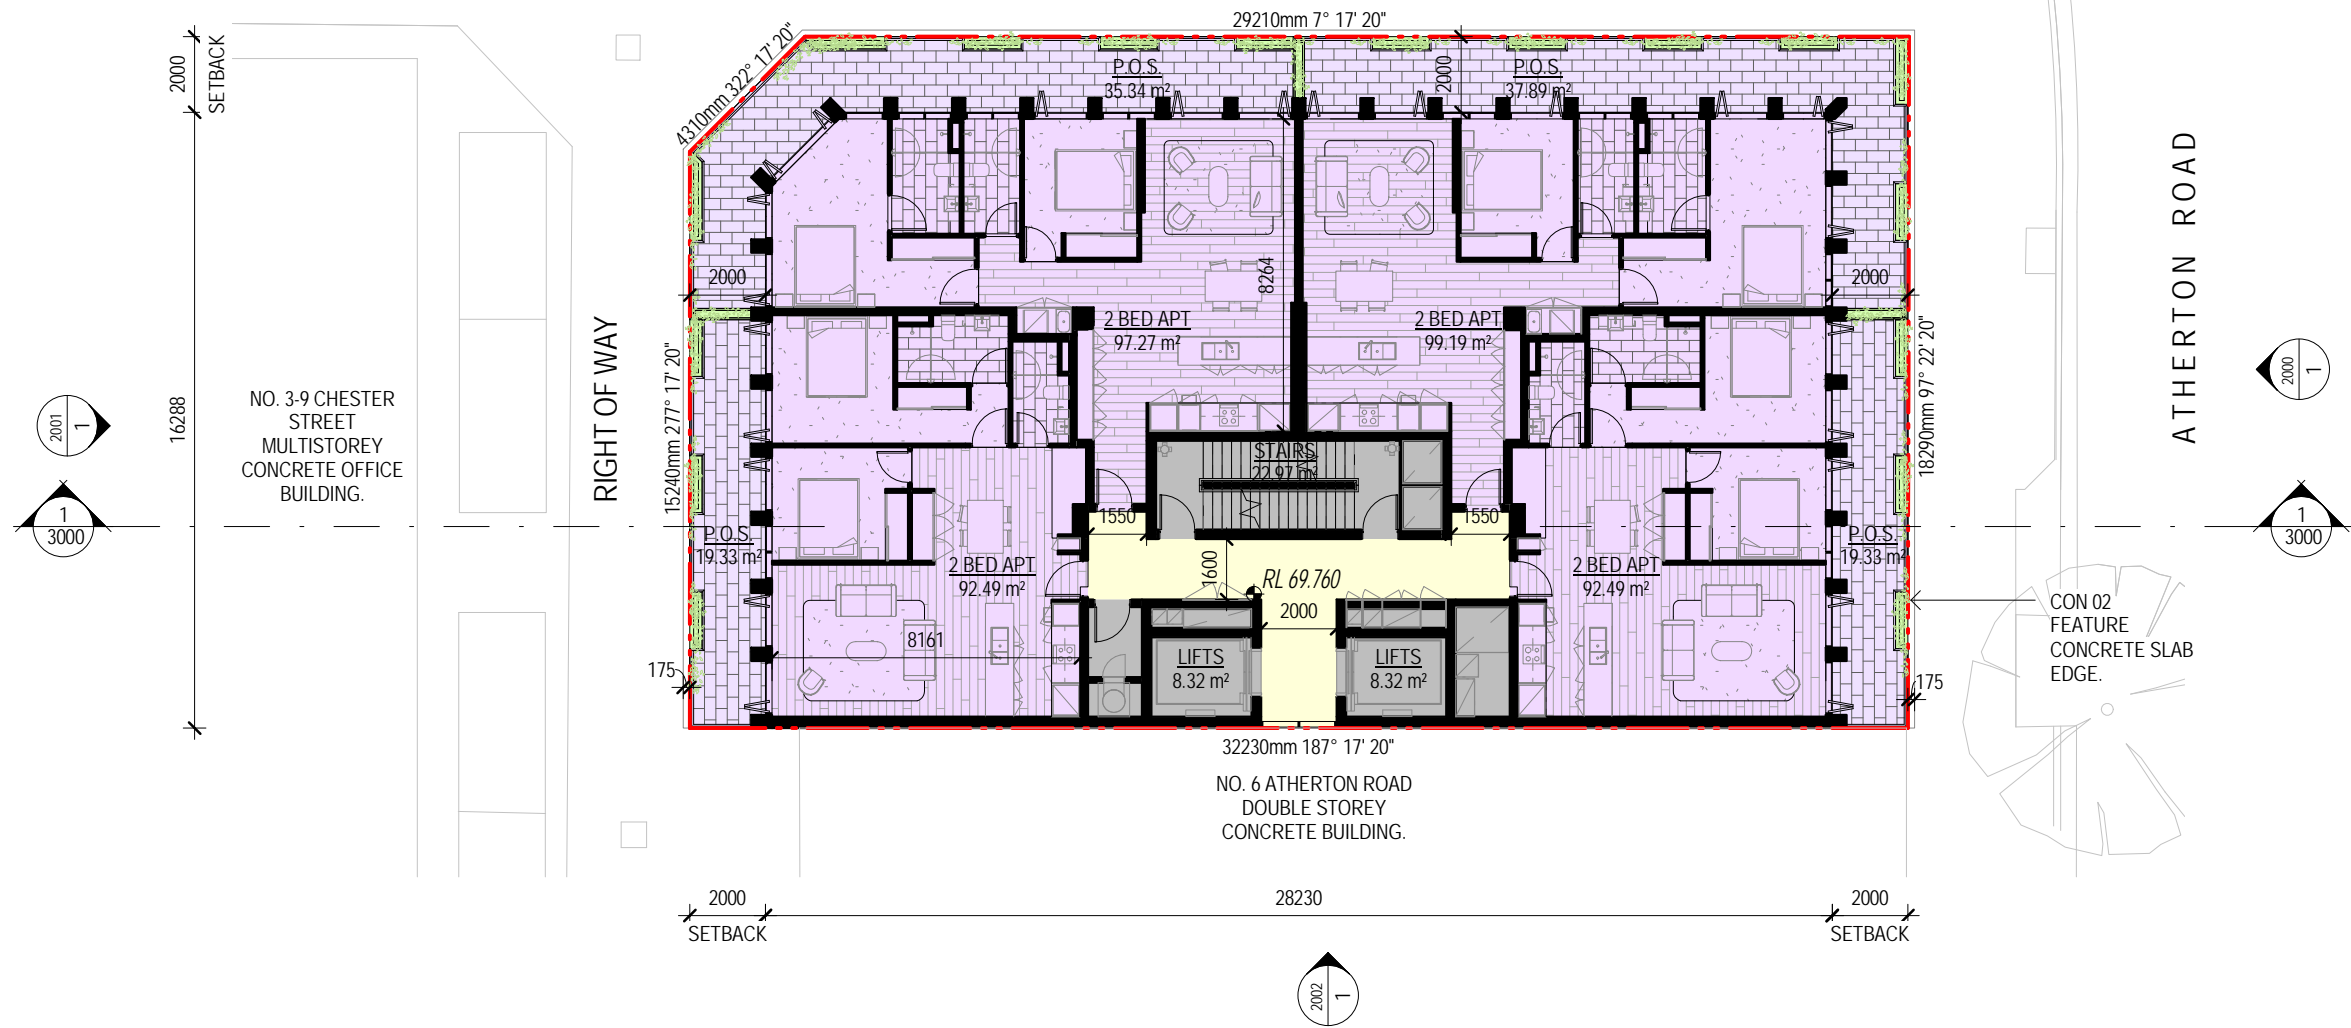 29210mm 7° 17' 20"
4310mm 322° 17' 20"
2000
SETBACK
P.O.S.
35.34 m²
2000
P.O.S.
37.89 m²
ATHERTON ROAD
2000
8264
2000
2 BED APT
97.27 m²
2 BED APT
99.19 m²
RIGHT OF WAY
15240mm 277° 17' 20"
18290mm 97° 22' 20"
16288
NO. 3-9 CHESTER
STREET
MULTISTOREY
CONCRETE OFFICE
BUILDING.
2001
1
2000
1
STAIRS
22.97 m²
1
3000
1550
1550
1
3000
P.O.S.
19.33 m²
P.O.S.
19.33 m²
2 BED APT
92.49 m²
1600
RL 69.760
2000
2 BED APT
92.49 m²
CON 02
FEATURE
CONCRETE SLAB
EDGE.
8161
LIFTS
8.32 m²
LIFTS
8.32 m²
175
175
32230mm 187° 17' 20"
NO. 6 ATHERTON ROAD
DOUBLE STOREY
CONCRETE BUILDING.
2000
SETBACK
28230
2000
SETBACK
2002
1